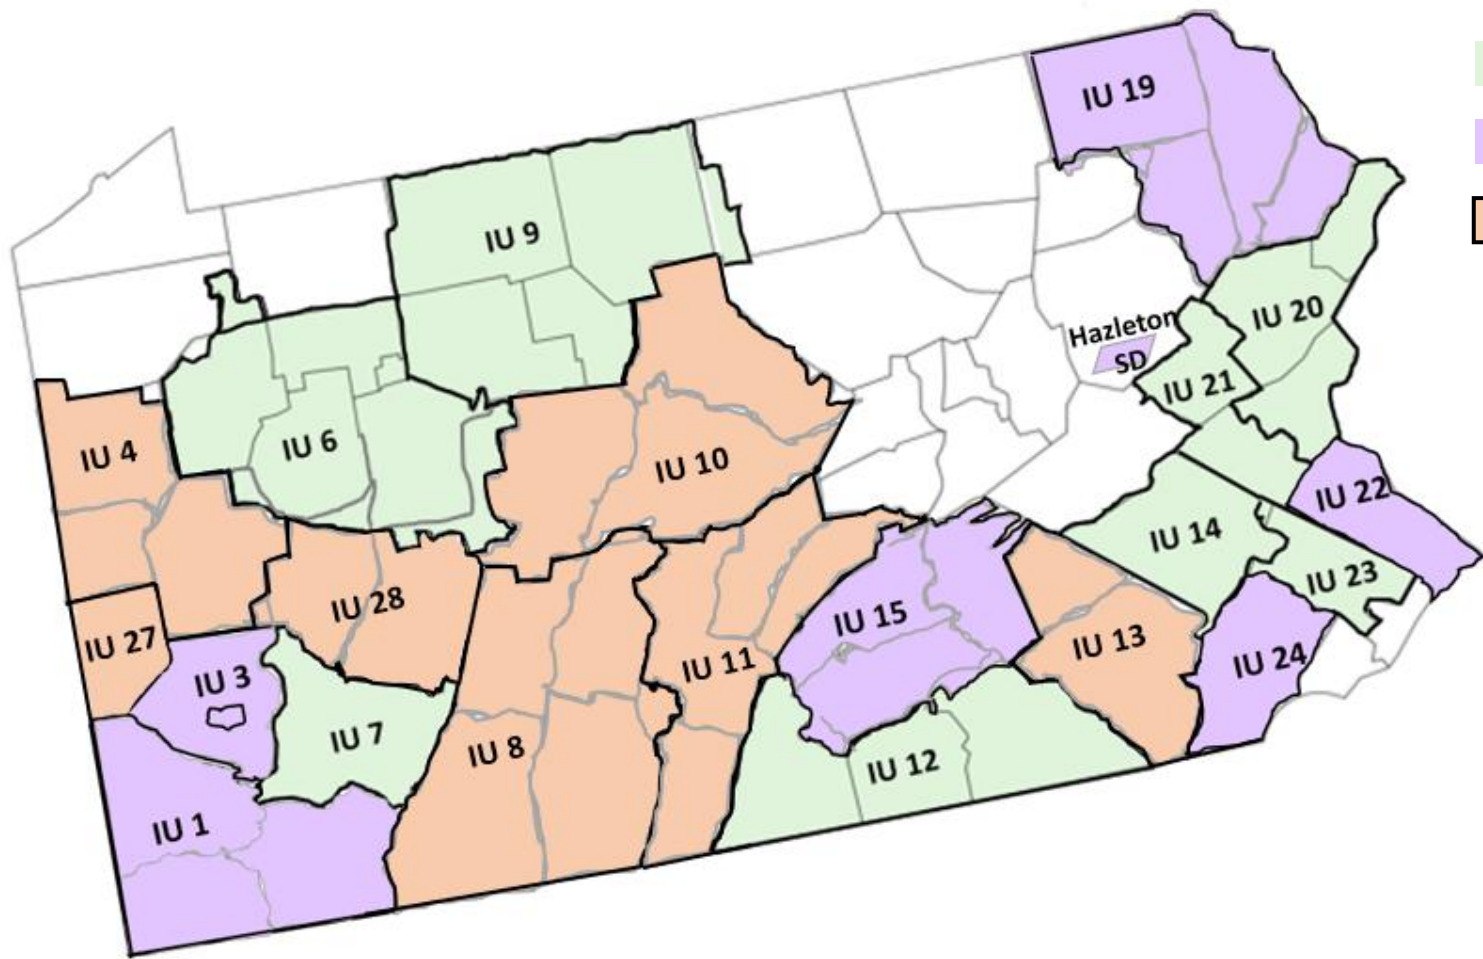 IU 19
IU 9
IU 20
Hazleton
SD
IU 21
IU 6
IU 4
IU 10
IU 22
IU 14
IU 23
IU 28
IU 15
IU 27
IU 13
IU 24
IU 11
IU 3
IU 7
IU 8
IU 12
IU 1